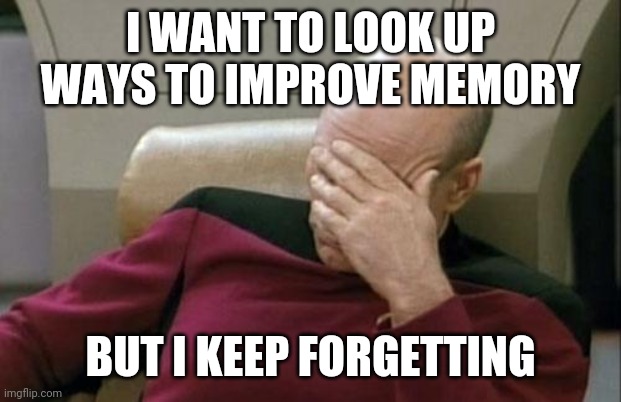 I WANT TO LOOK UP
WAYS TO IMPROVE MEMORY
BUT I KEEP FORGETTING
imgflip.com